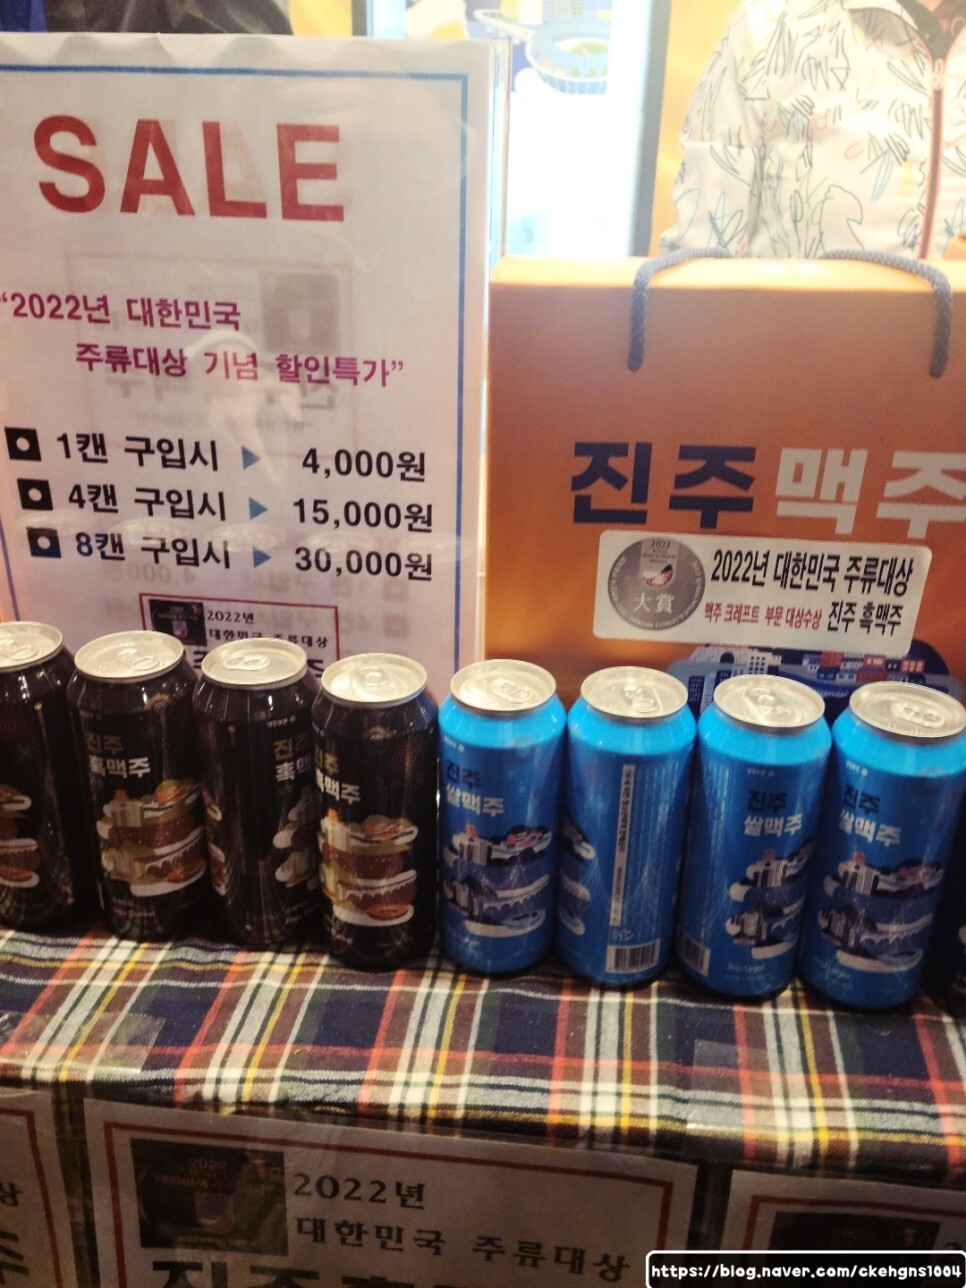 SALE
“2022년 대한민국
주류대상 기념 할인특가”
1캔 구입시 ▶ 4,000원
4캔 구입시 ▶ 15,000원
8캔 구입시 ▶ 30,000원
2022년
대한민국 주류대상
진주맥주
2022
大賞
2022년 대한민국 주류대상
맥주 크래프트 부문 대상수상 진주 흑맥주
진주
흑맥주
진주
흑맥주
진주
쌀맥주
진주
쌀맥주
진주
쌀맥주
2022년
대한민국 주류대상
https://blog.naver.com/ckehgns1004